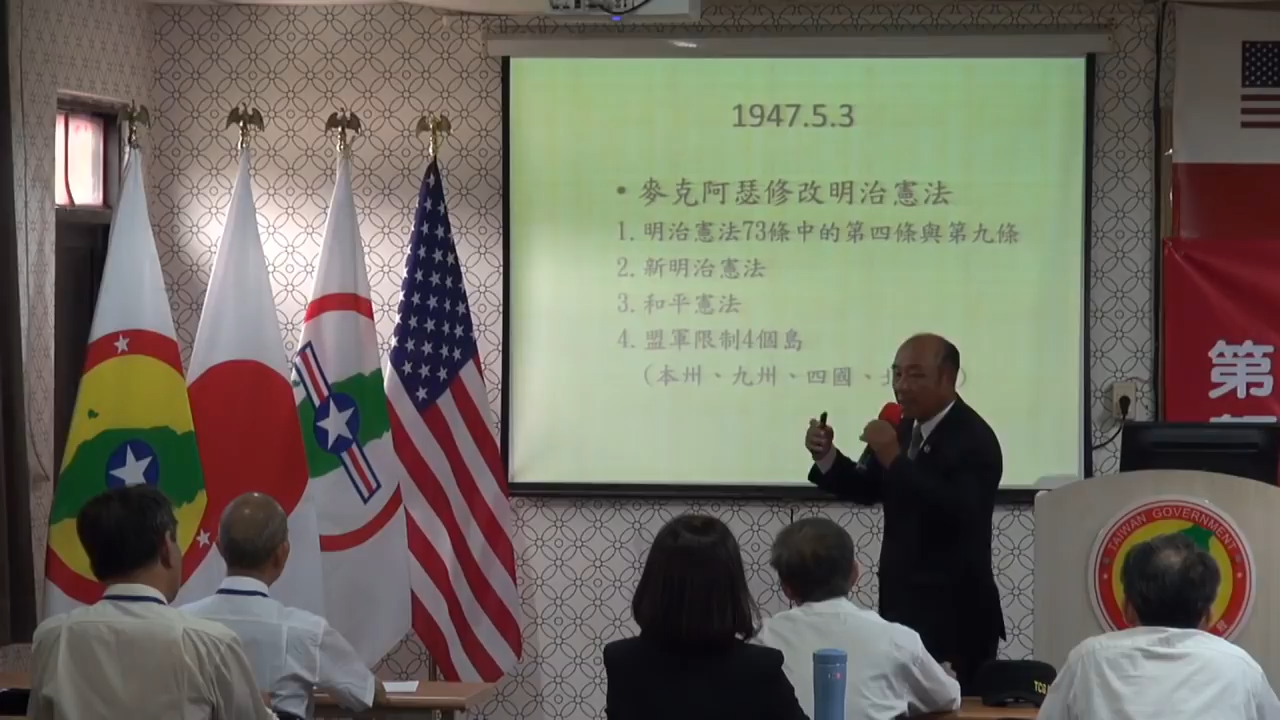 1947.5.3
• 麥克阿瑟修改明治憲法
1. 明治憲法73條中的第四條與第九條
2. 新明治憲法
3. 和平憲法
4. 盟軍限制4個島
(本州、九州、四國、
第
TAIWAN GOVERNMENT
TCG